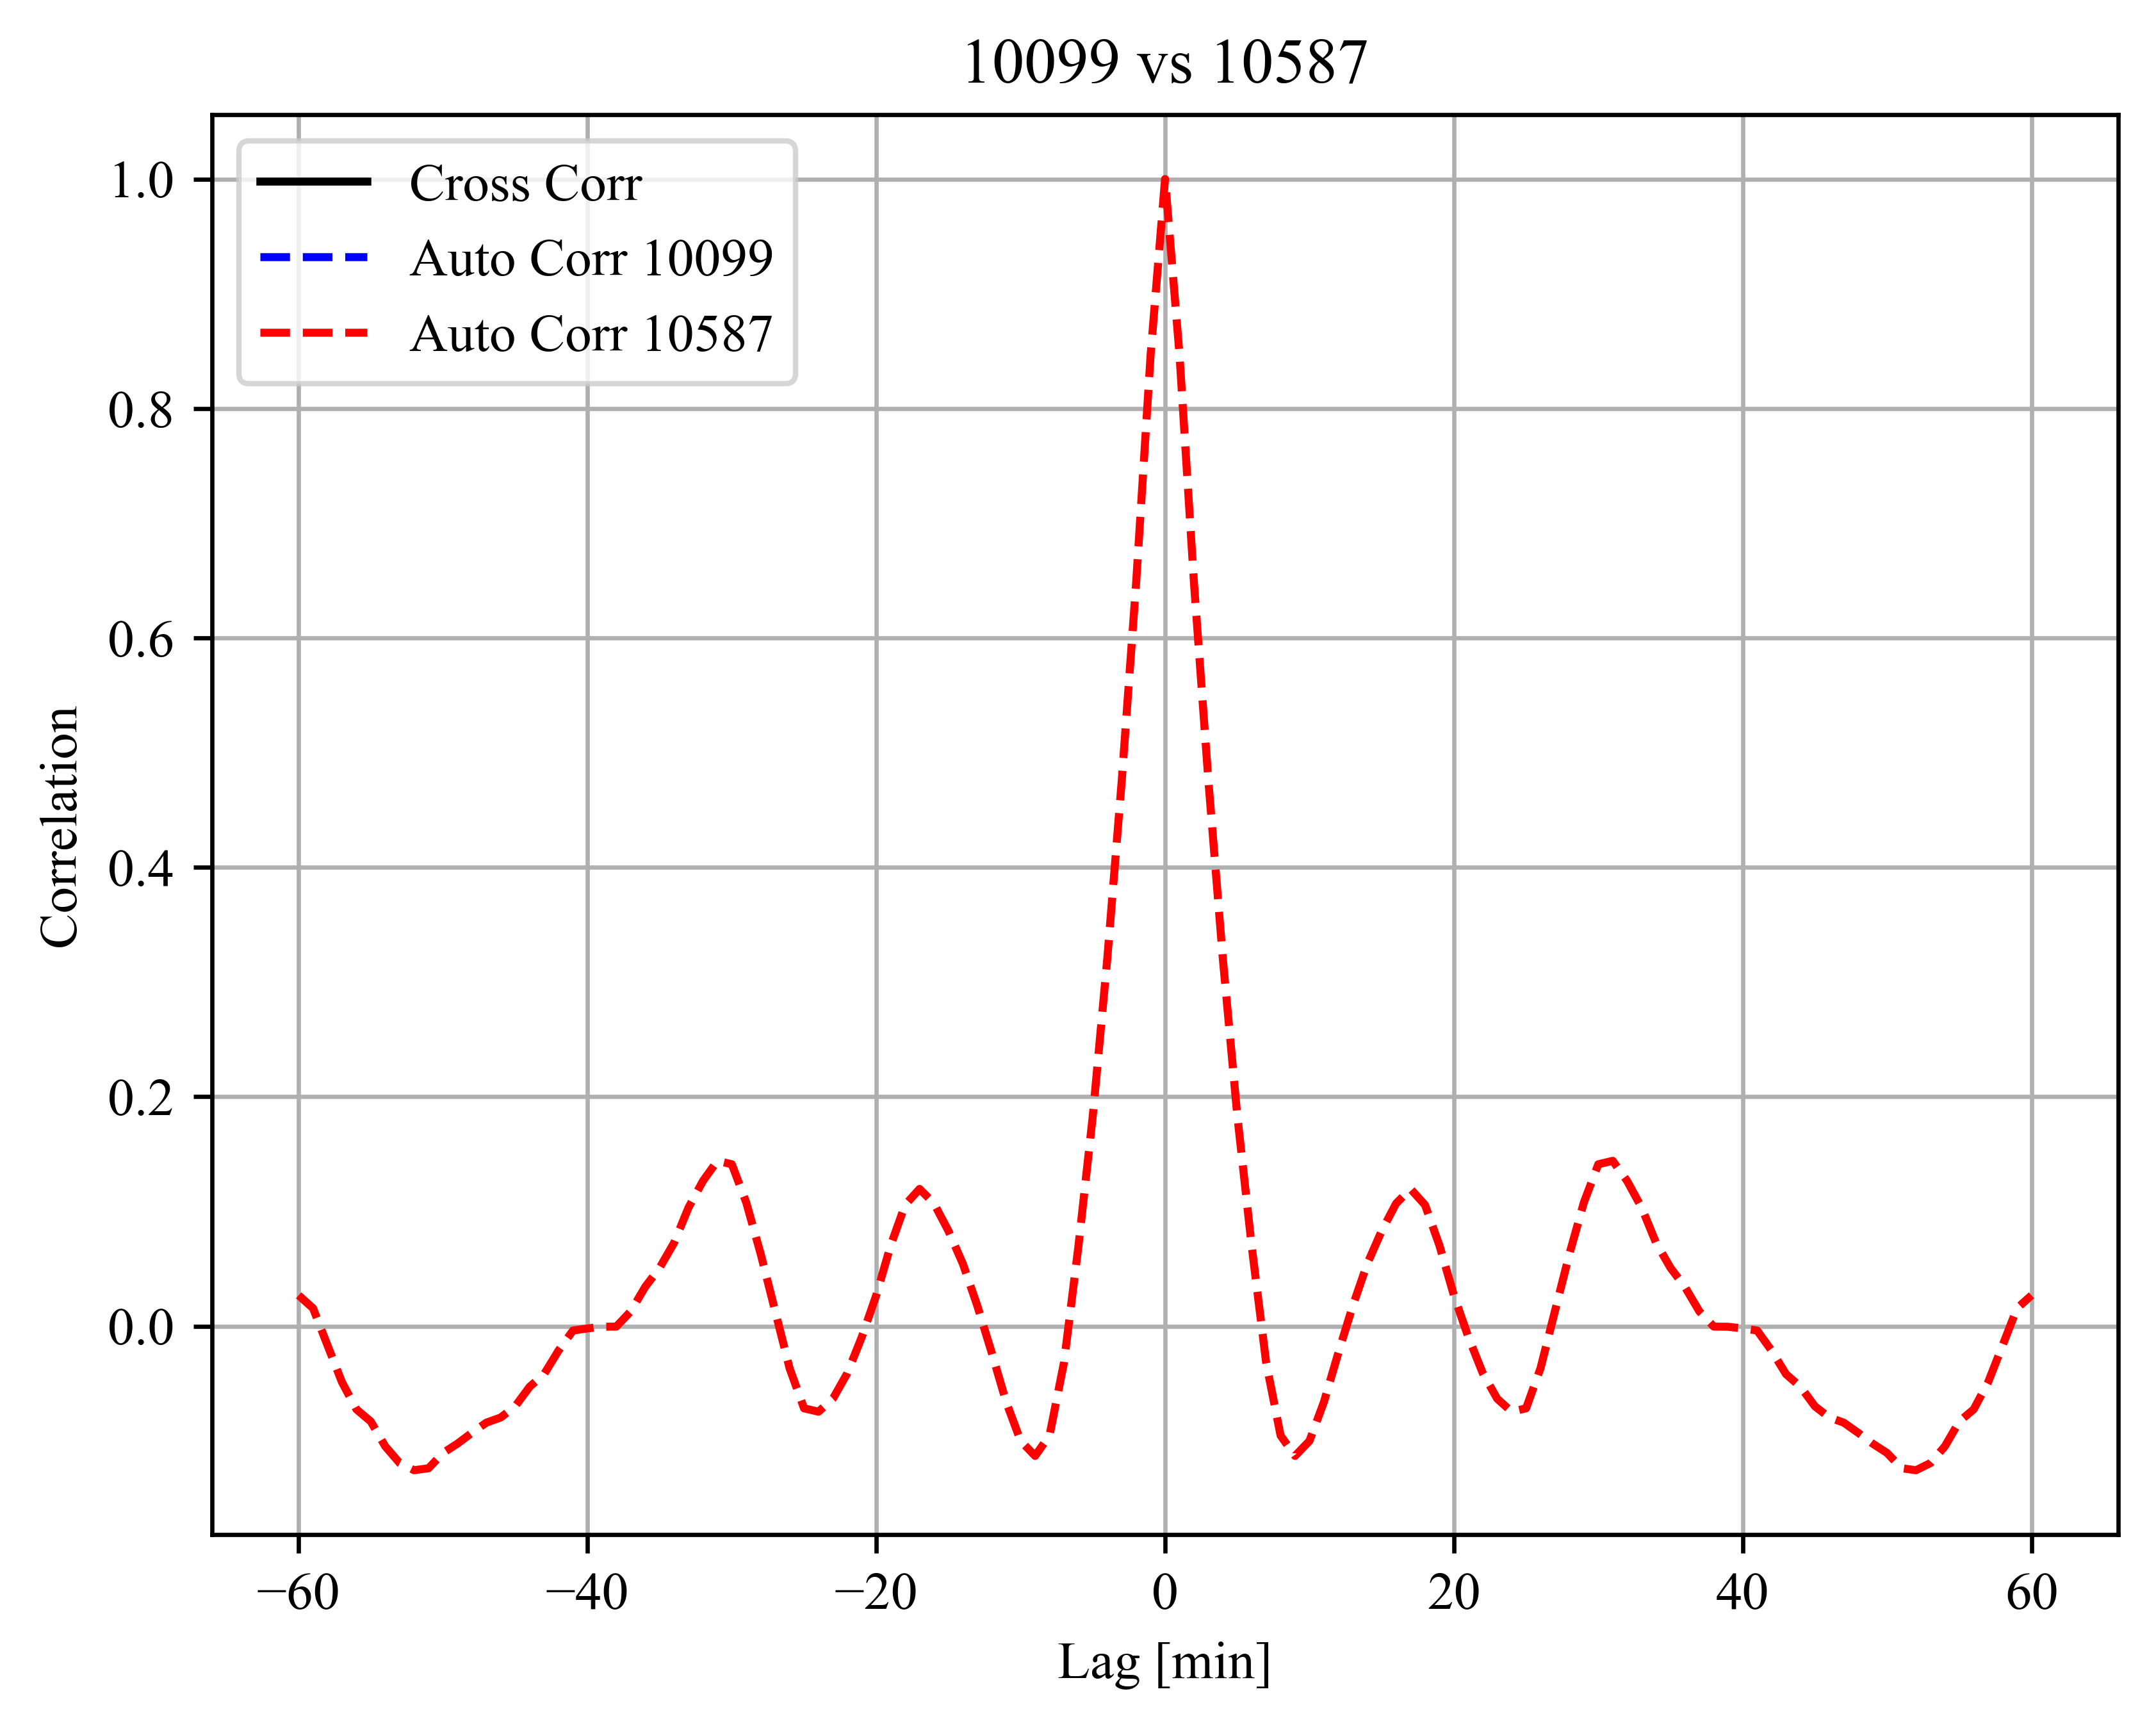 10099 vs 10587
Cross Corr
Auto Corr 10099
Auto Corr 10587
1.0
0.8
0.6
0.4
0.2
0.0
Correlation
−60 −40 −20 0 20 40 60
Lag [min]